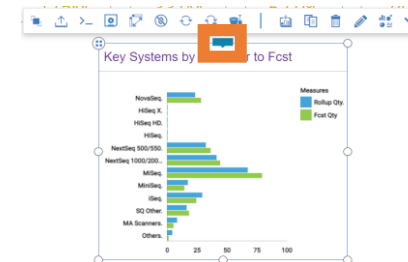 Key Systems by to Fcst
NovaSeq.
HiSeq X.
HiSeq HD.
HiSeq.
NextSeq 500/550.
NextSeq 1000/200...
MiSeq.
MiniSeq.
iSeq.
SQ Other.
MA Scanners.
Others.
0 25 50 75 100
Measures
Rollup Qty.
Fcst Qty